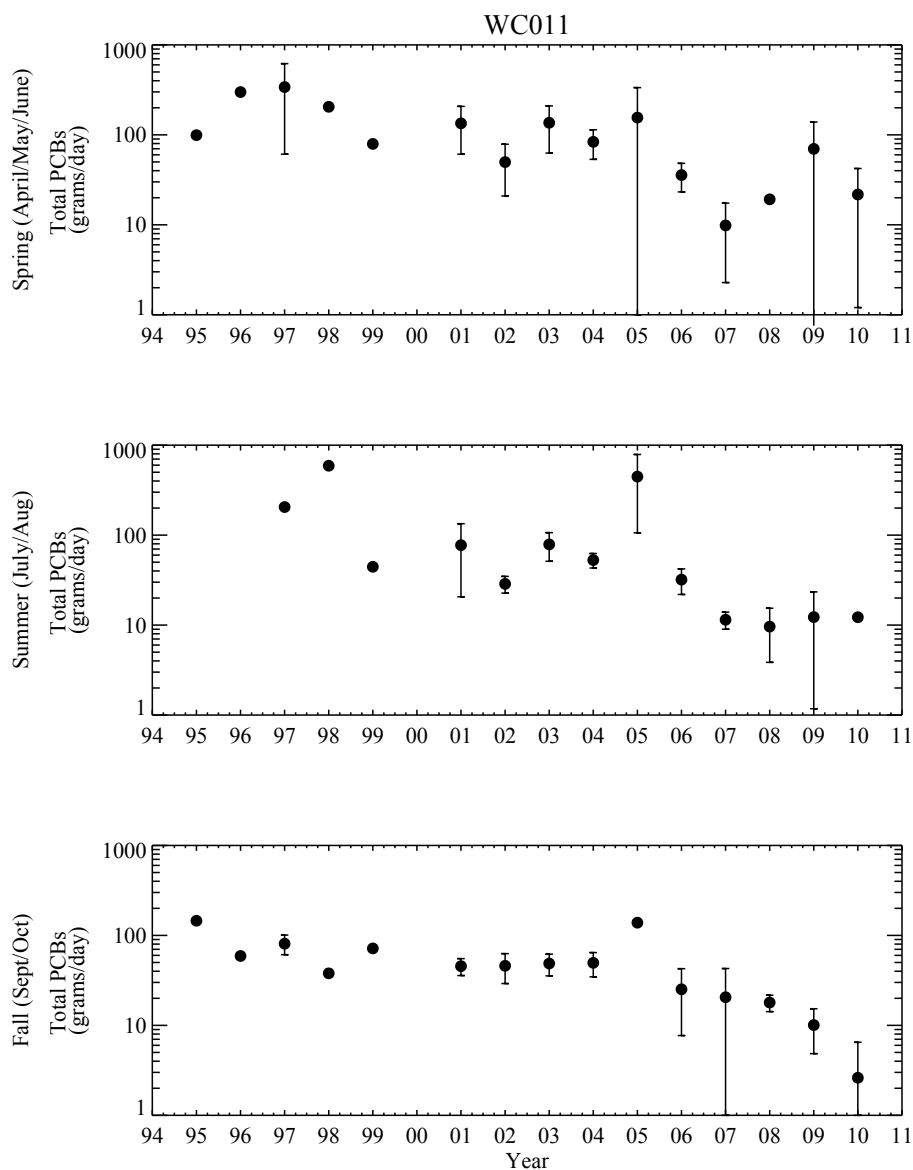 WC011
Spring (April/May/June)
Total PCBs
(grams/day)
1000
100
10
1
94 95 96 97 98 99 00 01 02 03 04 05 06 07 08 09 10 11
Summer (July/Aug)
Total PCBs
(grams/day)
1000
100
10
1
94 95 96 97 98 99 00 01 02 03 04 05 06 07 08 09 10 11
Fall (Sept/Oct)
Total PCBs
(grams/day)
1000
100
10
1
94 95 96 97 98 99 00 01 02 03 04 05 06 07 08 09 10 11
Year